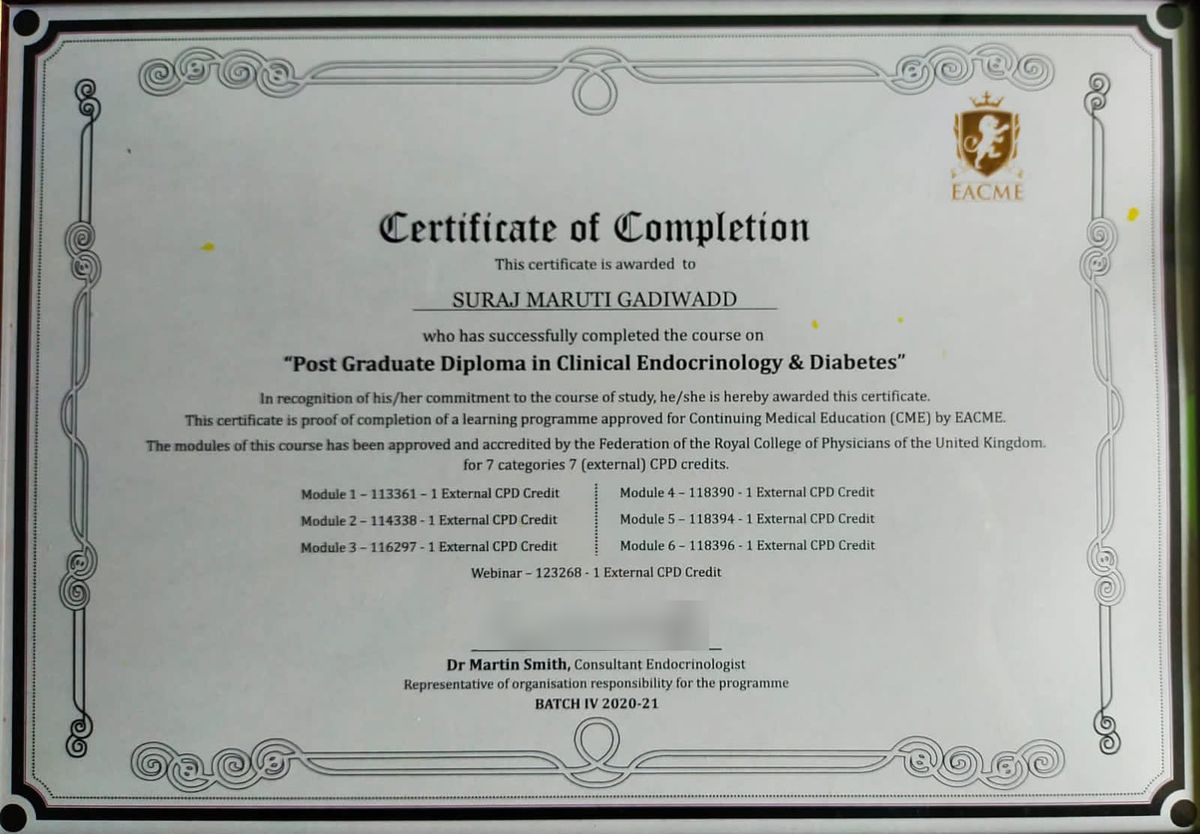 EACME
Certificate of Completion
This certificate is awarded to
SURAJ MARUTI GADIWADD
who has successfully completed the course on
“Post Graduate Diploma in Clinical Endocrinology & Diabetes”
In recognition of his/her commitment to the course of study, he/she is hereby awarded this certificate.
This certificate is proof of completion of a learning programme approved for Continuing Medical Education (CME) by EACME.
The modules of this course has been approved and accredited by the Federation of the Royal College of Physicians of the United Kingdom.
for 7 categories 7 (external) CPD credits.
Module 1 – 113361 – 1 External CPD Credit
Module 2 – 114338 - 1 External CPD Credit
Module 3 – 116297 - 1 External CPD Credit
Module 4 – 118390 - 1 External CPD Credit
Module 5 – 118394 - 1 External CPD Credit
Module 6 – 118396 - 1 External CPD Credit
Webinar – 123268 - 1 External CPD Credit
Dr Martin Smith, Consultant Endocrinologist
Representative of organisation responsibility for the programme
BATCH IV 2020-21